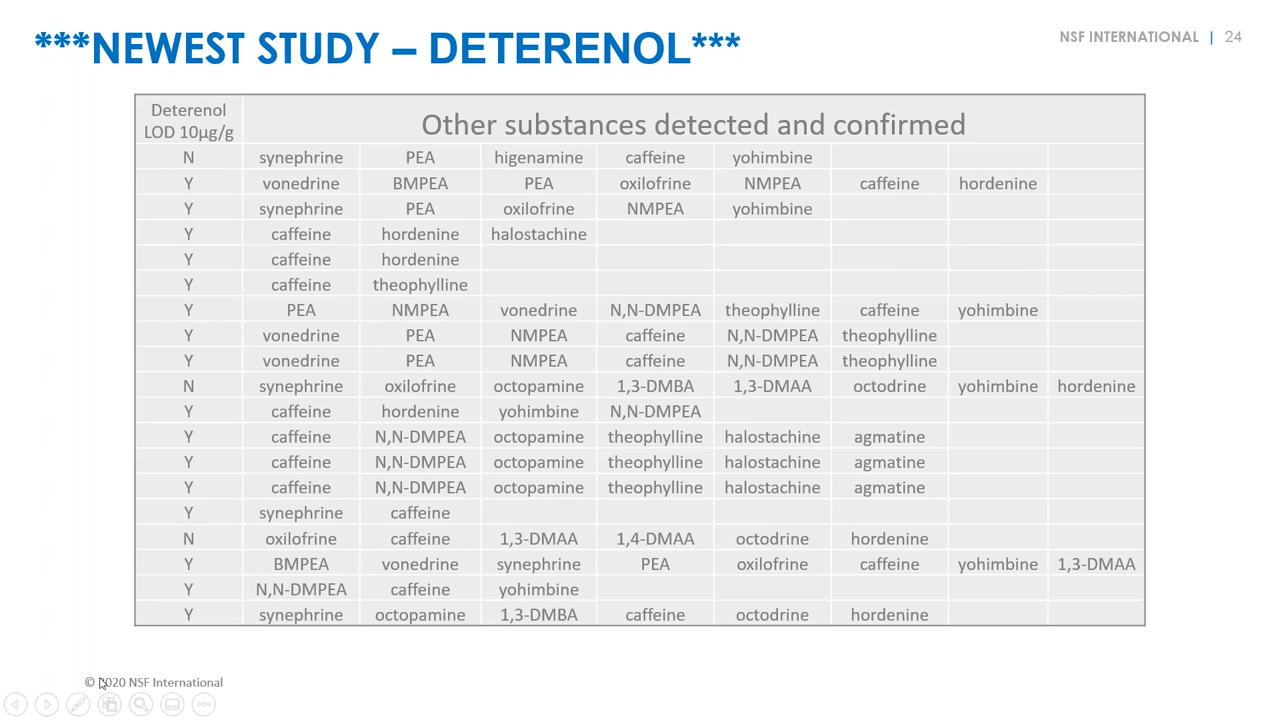 ***NEWEST STUDY – DETERENOL***
NSF INTERNATIONAL | 24
Deterenol
LOD 10µg/g
Other substances detected and confirmed
N synephrine PEA higenamine caffeine yohimbine
Y vonedrine BMPEA PEA oxilofrine NMPEA caffeine hordenine
Y synephrine PEA oxilofrine NMPEA yohimbine
Y caffeine hordenine halostachine
Y caffeine hordenine
Y caffeine theophylline
Y PEA NMPEA vonedrine N,N-DMPEA theophylline caffeine yohimbine
Y vonedrine PEA NMPEA caffeine N,N-DMPEA theophylline
Y vonedrine PEA NMPEA caffeine N,N-DMPEA theophylline
N synephrine oxilofrine octopamine 1,3-DMBA 1,3-DMAA octodrine yohimbine hordenine
Y caffeine hordenine yohimbine N,N-DMPEA
Y caffeine N,N-DMPEA octopamine theophylline halostachine agmatine
Y caffeine N,N-DMPEA octopamine theophylline halostachine agmatine
Y caffeine N,N-DMPEA octopamine theophylline halostachine agmatine
Y synephrine caffeine
N oxilofrine caffeine 1,3-DMAA 1,4-DMAA octodrine hordenine
Y BMPEA vonedrine synephrine PEA oxilofrine caffeine yohimbine 1,3-DMAA
Y N,N-DMPEA caffeine yohimbine
Y synephrine octopamine 1,3-DMBA caffeine octodrine hordenine
© 2020 NSF International